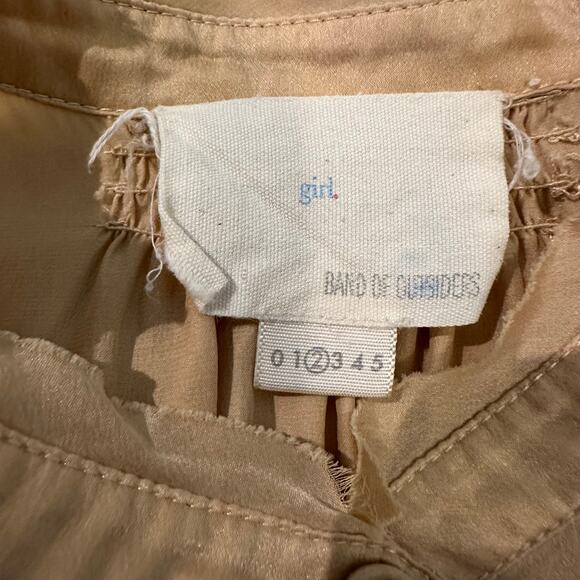 girl.
BAND OF OUTSIDERS
0 1 2 3 4 5